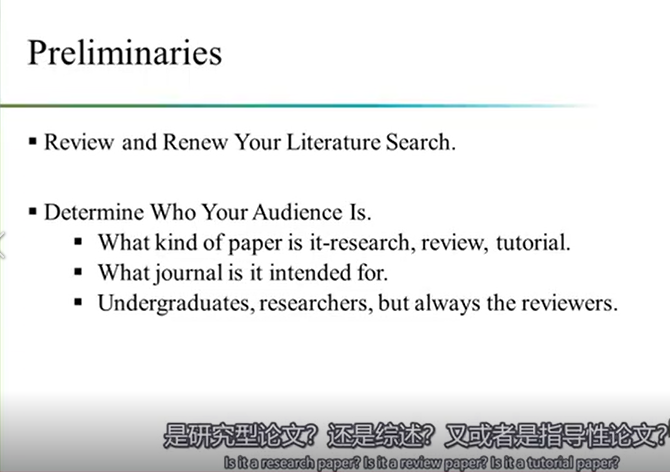 Preliminaries
▪ Review and Renew Your Literature Search.
▪ Determine Who Your Audience Is.
▪ What kind of paper is it-research, review, tutorial.
▪ What journal is it intended for.
▪ Undergraduates, researchers, but always the reviewers.
是研究型论文？还是综述？又或者是指导性论文？
Is it a research paper? Is it a review paper? Is it a tutorial paper?